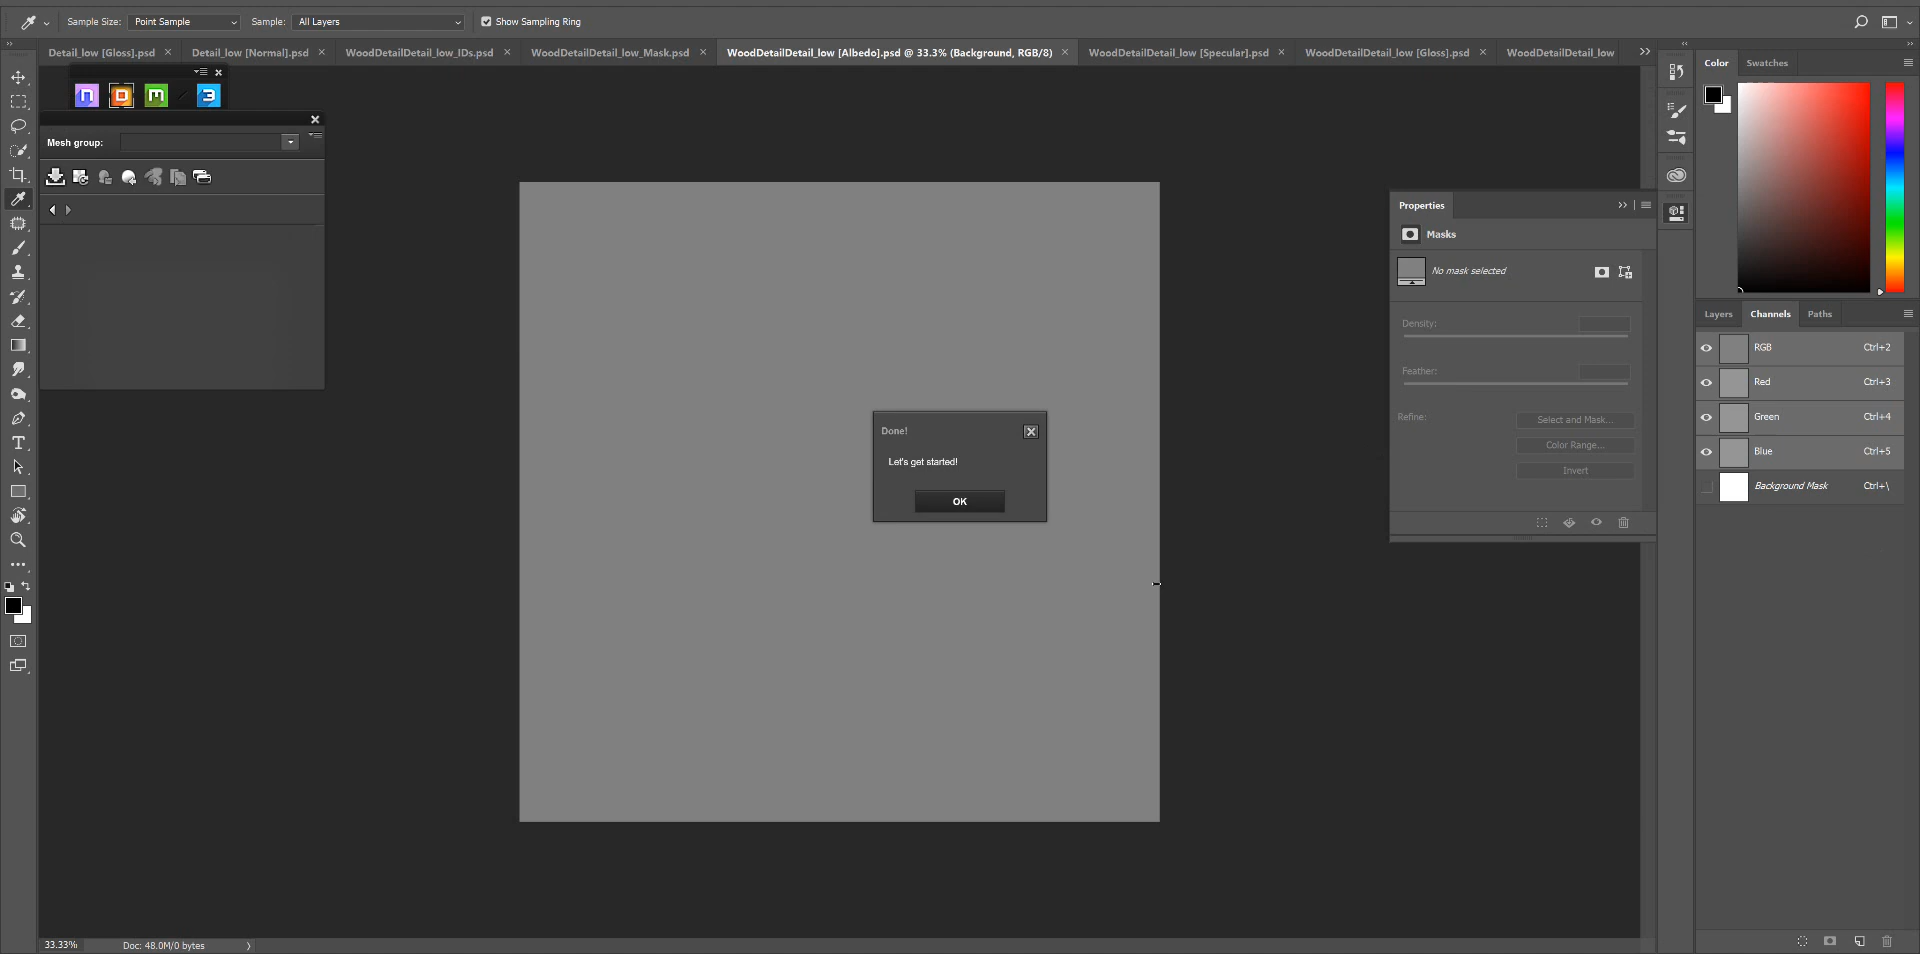 Sample Size: Point Sample Sample: All Layers Show Sampling Ring
Detail_low [Gloss].psd Detail_low [Normal].psd WoodDetailDetail_low_IDs.psd WoodDetailDetail_low_Mask.psd WoodDetailDetail_low [Albedo].psd @ 33.3% (Background, RGB/8) WoodDetailDetail_low [Specular].psd WoodDetailDetail_low [Gloss].psd WoodDetailDetail_low
n D m 3
Mesh group:
Done!
Let's get started!
OK
Properties
Masks
No mask selected
Density:
Feather:
Refine:
Select and Mask...
Color Range...
Invert
Color Swatches
Layers Channels Paths
RGB Ctrl+2
Red Ctrl+3
Green Ctrl+4
Blue Ctrl+5
Background Mask Ctrl+\
33.33% Doc: 48.0M/0 bytes